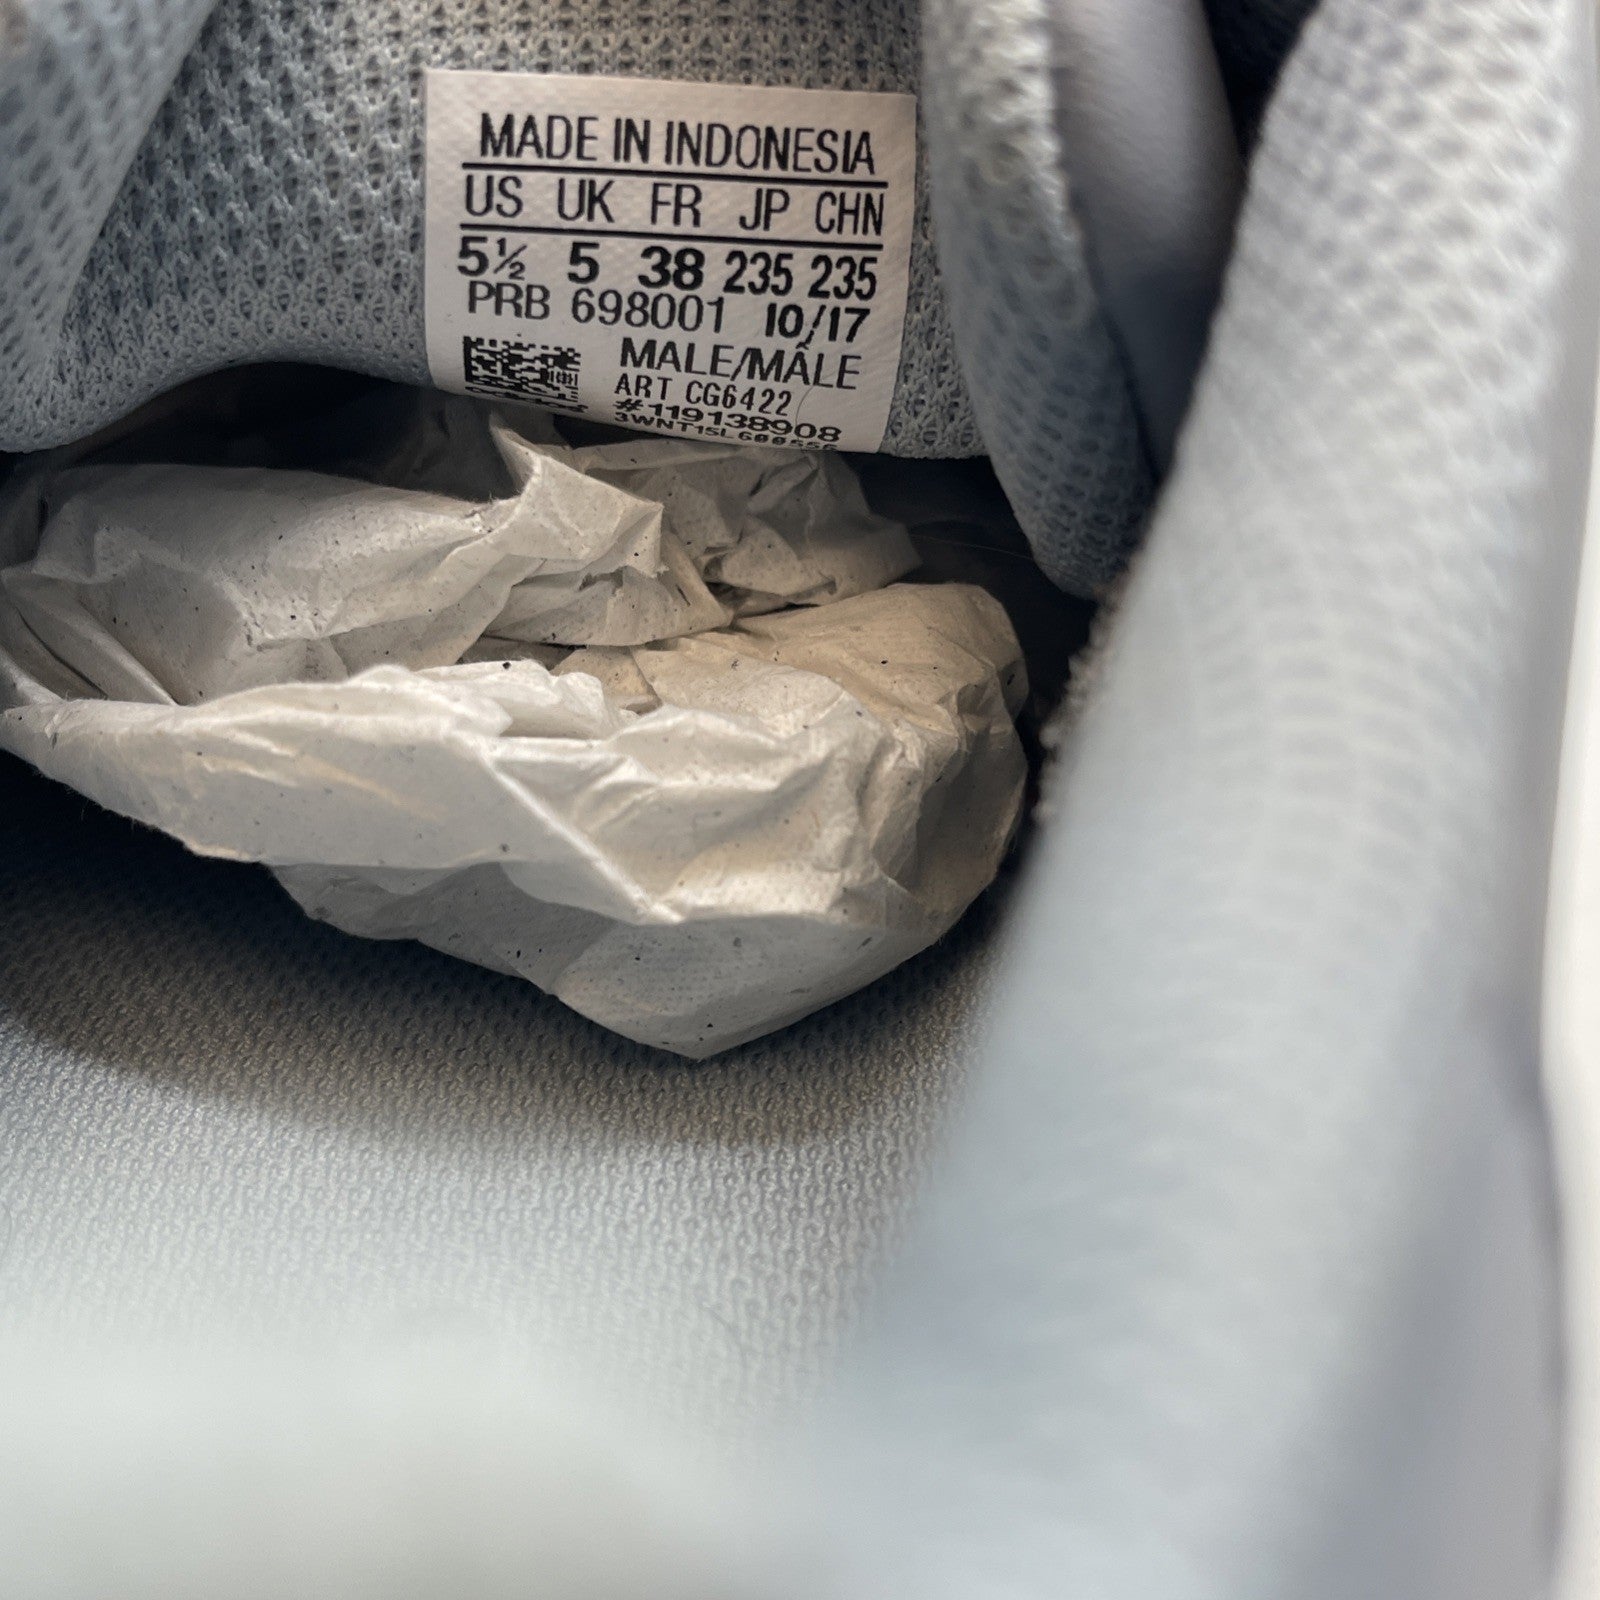 MADE IN INDONESIA
US UK FR JP CHN
5½ 5 38 235 235
PRB 698001 10/17
MALE/MÂLE
ART CG6422
#119138908